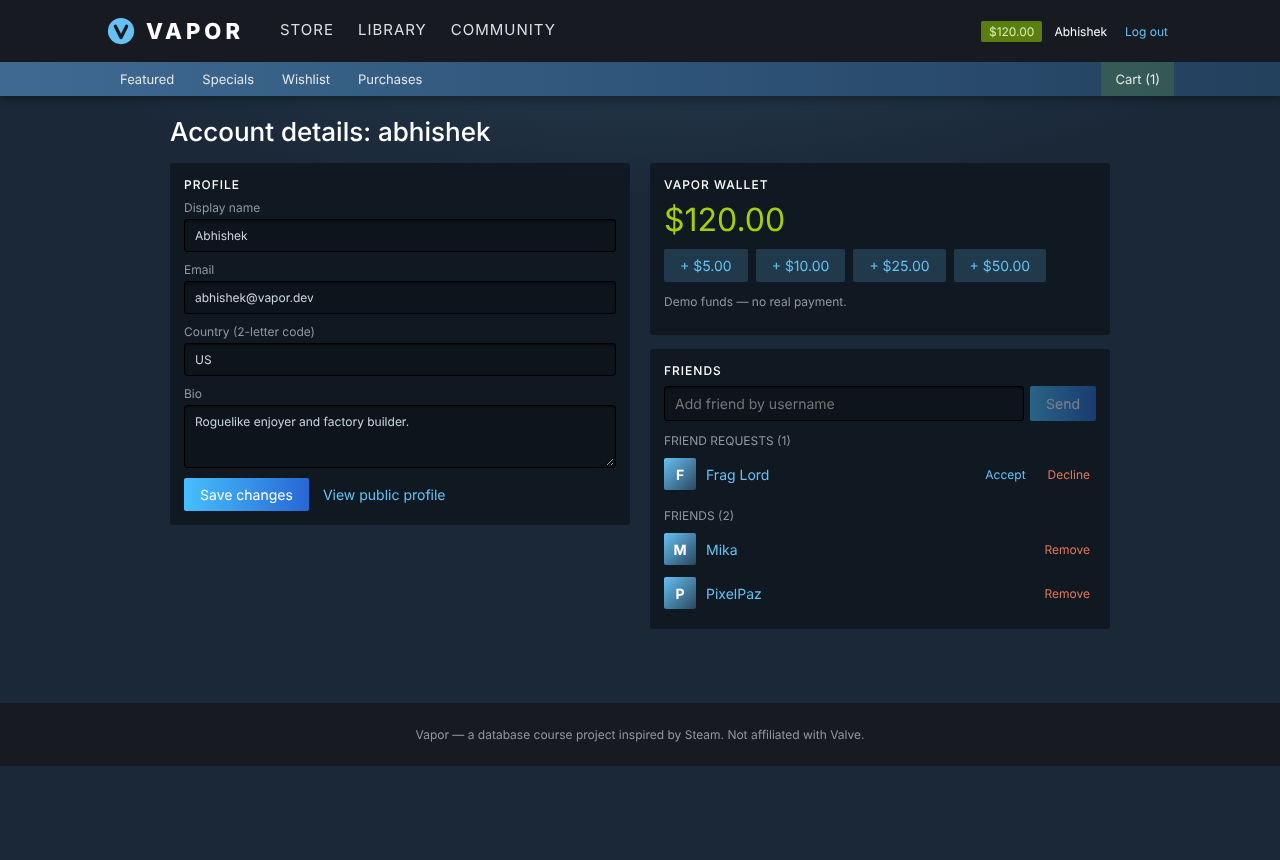 VAPOR STORE LIBRARY COMMUNITY $120.00 Abhishek Log out
Featured Specials Wishlist Purchases Cart (1)
Account details: abhishek
PROFILE
Display name
Abhishek
Email
abhishek@vapor.dev
Country (2-letter code)
US
Bio
Roguelike enjoyer and factory builder.
Save changes View public profile
VAPOR WALLET
$120.00
+ $5.00 + $10.00 + $25.00 + $50.00
Demo funds — no real payment.
FRIENDS
Add friend by username Send
FRIEND REQUESTS (1)
F Frag Lord Accept Decline
FRIENDS (2)
M Mika Remove
P PixelPaz Remove
Vapor — a database course project inspired by Steam. Not affiliated with Valve.